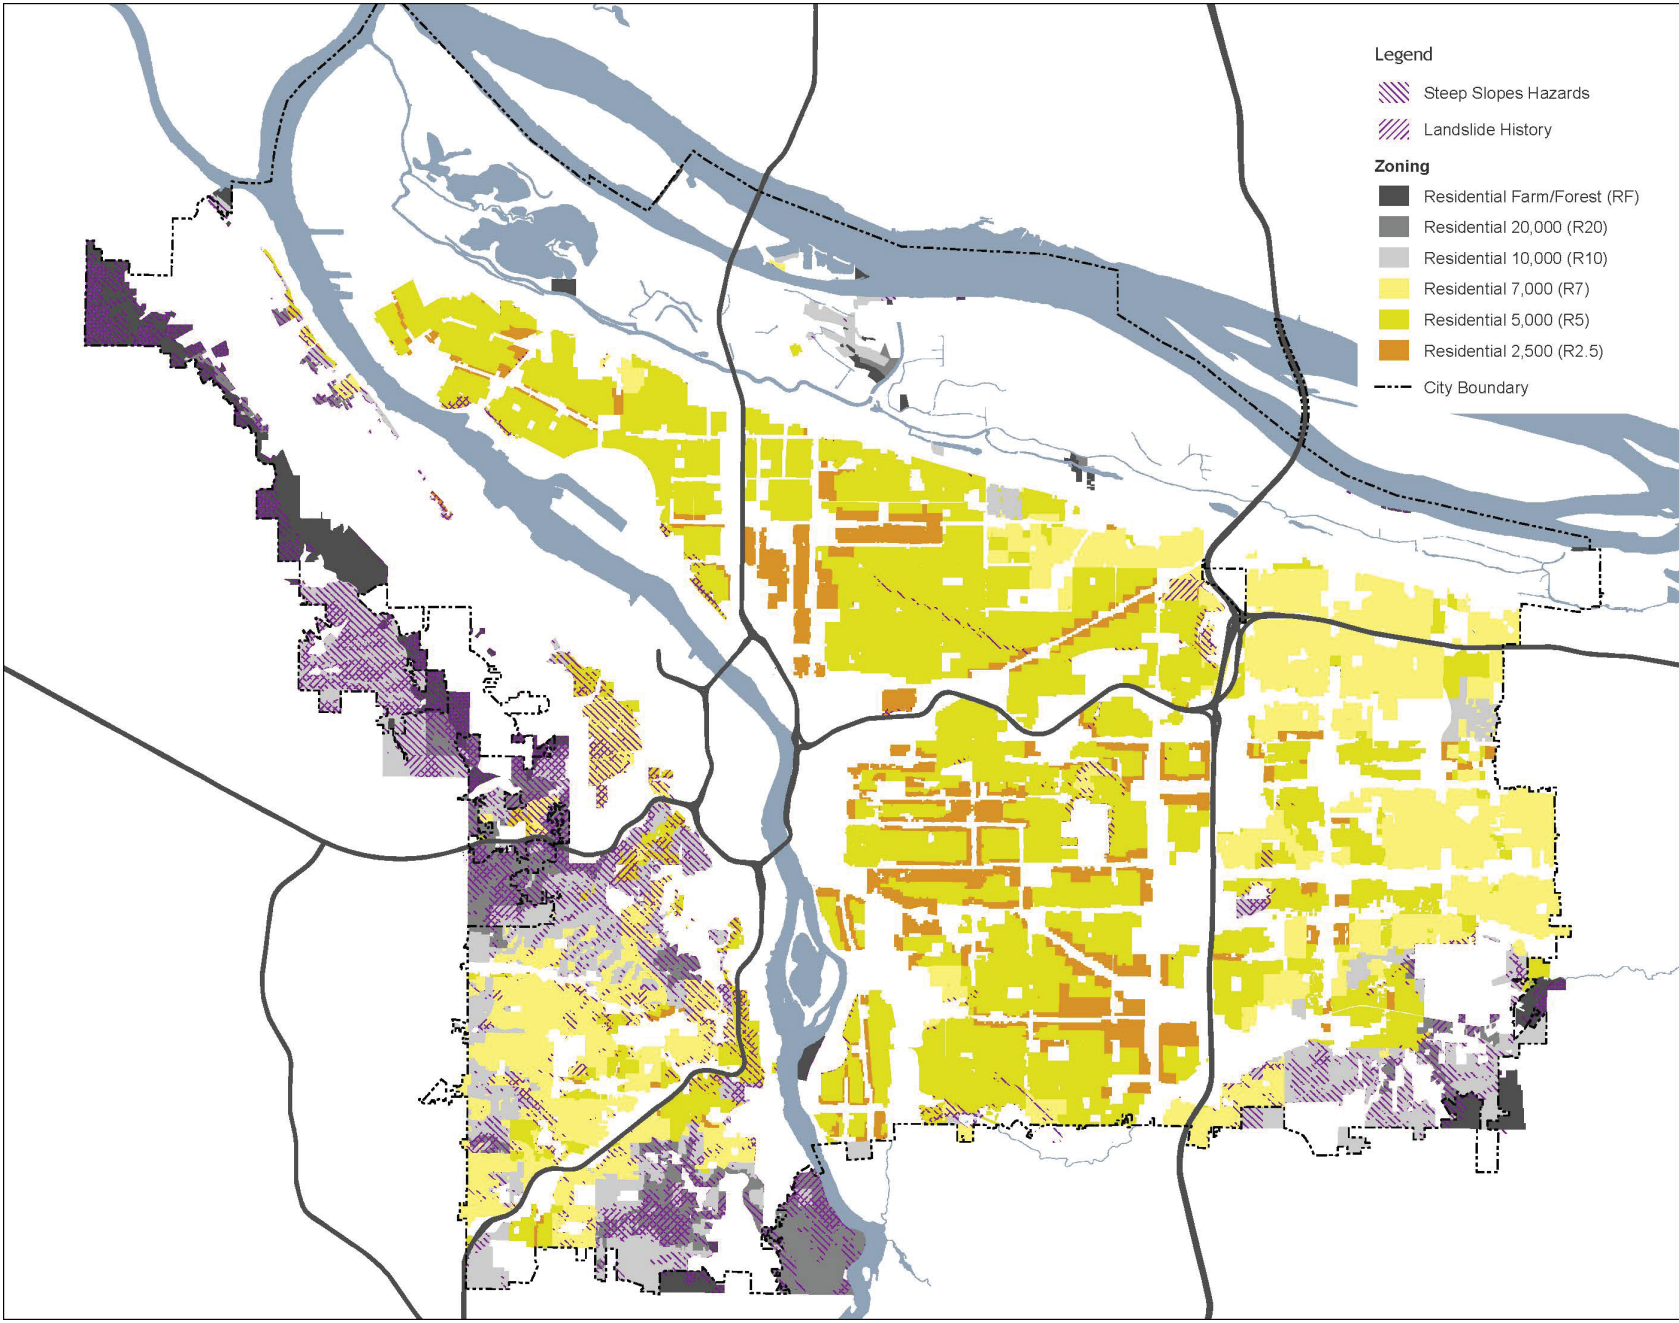 Legend
Steep Slopes Hazards
Landslide History
Zoning
Residential Farm/Forest (RF)
Residential 20,000 (R20)
Residential 10,000 (R10)
Residential 7,000 (R7)
Residential 5,000 (R5)
Residential 2,500 (R2.5)
City Boundary